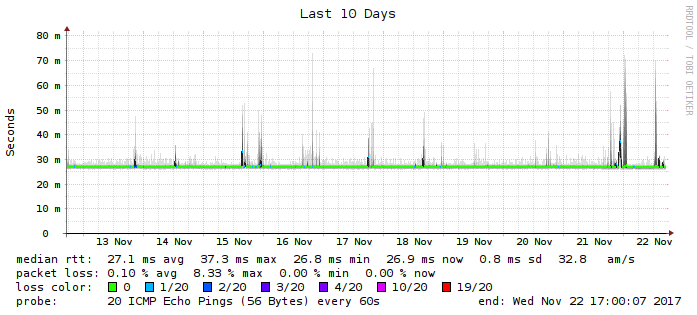 Last 10 Days
RRDTOOL / TOBI OETIKER
Seconds
80 m
70 m
60 m
50 m
40 m
30 m
20 m
10 m
0
13 Nov 14 Nov 15 Nov 16 Nov 17 Nov 18 Nov 19 Nov 20 Nov 21 Nov 22 Nov
median rtt: 27.1 ms avg 37.3 ms max 26.8 ms min 26.9 ms now 0.8 ms sd 32.8 am/s
packet loss: 0.10 % avg 8.33 % max 0.00 % min 0.00 % now
loss color: 0 1/20 2/20 3/20 4/20 10/20 19/20
probe: 20 ICMP Echo Pings (56 Bytes) every 60s end: Wed Nov 22 17:00:07 2017